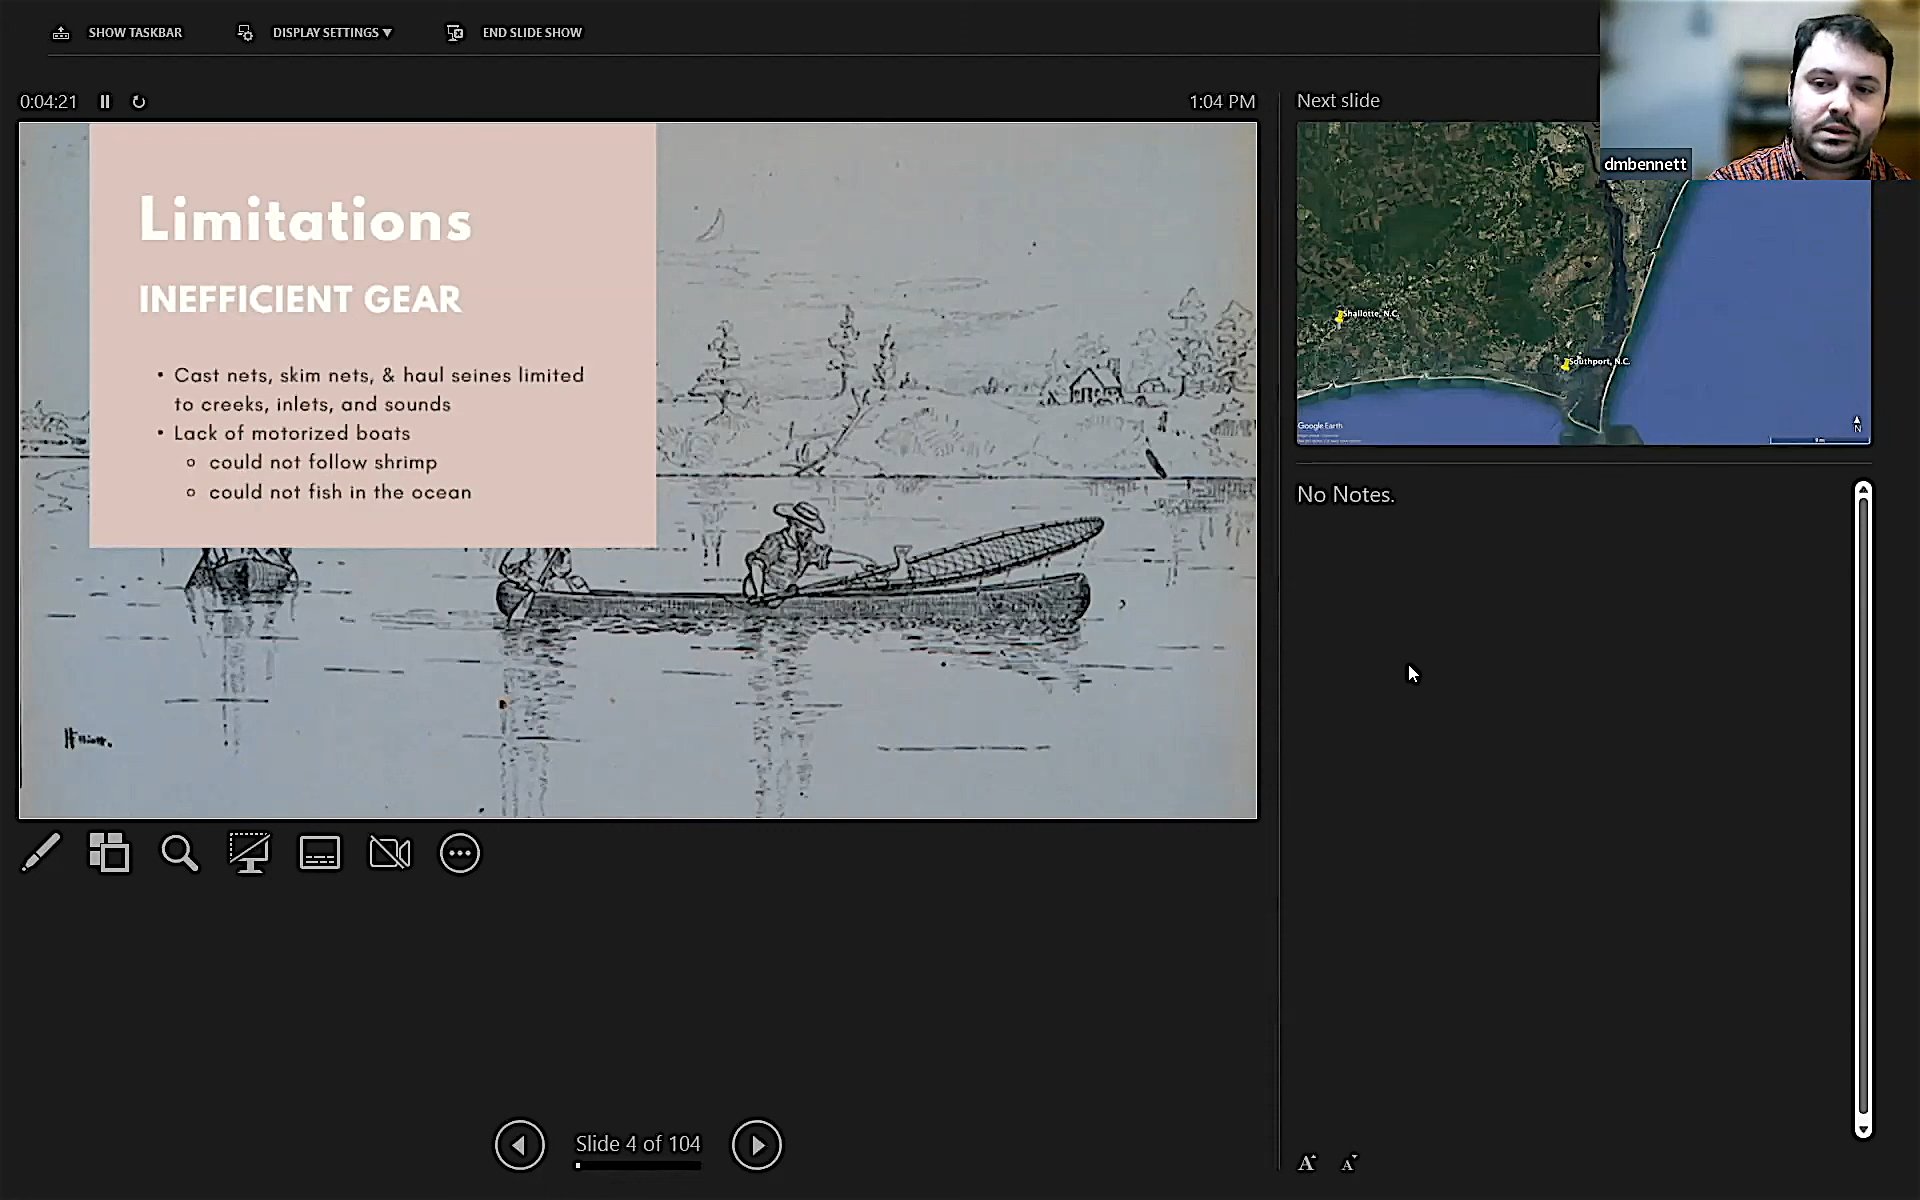 SHOW TASKBAR
DISPLAY SETTINGS ▼
END SLIDE SHOW
0:04:21
1:04 PM
Next slide
dmbennett
Limitations
INEFFICIENT GEAR
• Cast nets, skim nets, & haul seines limited
to creeks, inlets, and sounds
• Lack of motorized boats
could not follow shrimp
could not fish in the ocean
Shallotte, N.C.
Southport, N.C.
Google Earth
N
No Notes.
Slide 4 of 104
A A